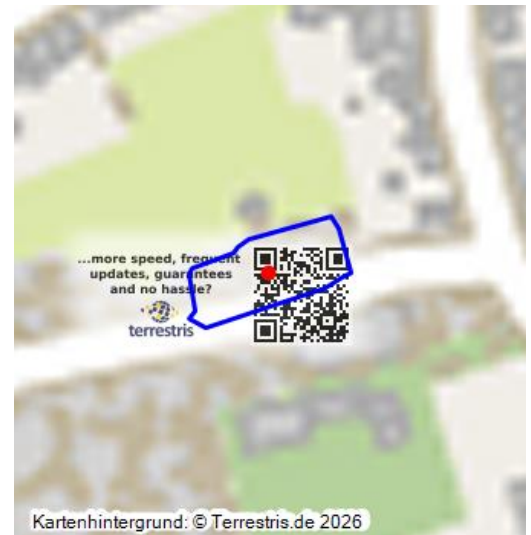 ...more speed, frequent
updates, guarantees
and no hassle?
terrestris
Kartenhintergrund: © Terrestris.de 2026